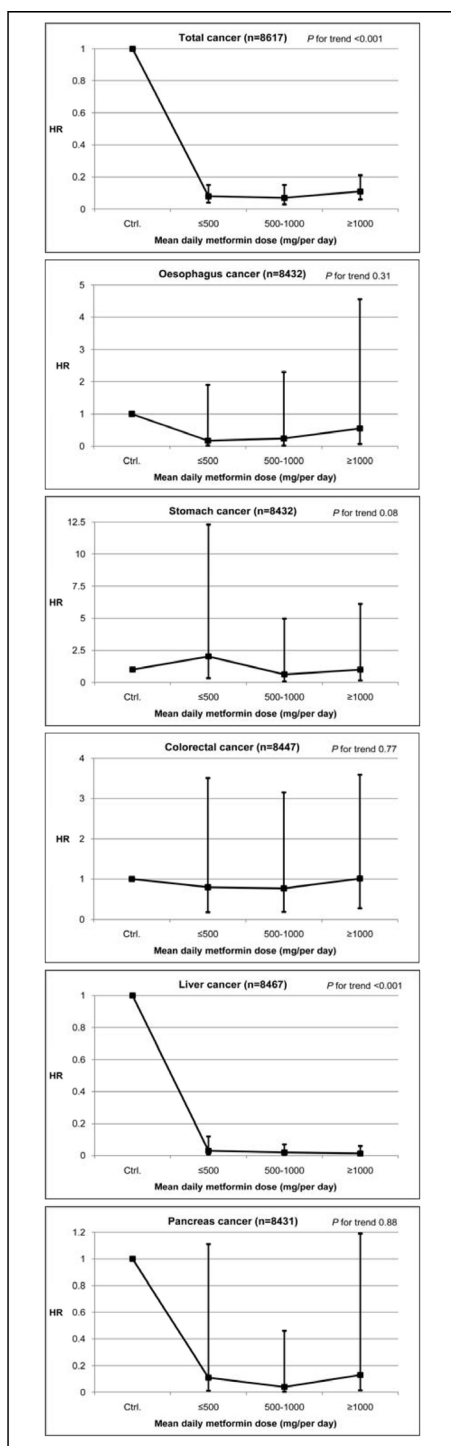 Total cancer (n=8617) P for trend <0.001
1
0.8
0.6
HR
0.4
0.2
0
Ctrl. ≤500 500-1000 ≥1000
Mean daily metformin dose (mg/per day)
Oesophagus cancer (n=8432) P for trend 0.31
5
4
3
HR
2
1
0
Ctrl. ≤500 500-1000 ≥1000
Mean daily metformin dose (mg/per day)
Stomach cancer (n=8432) P for trend 0.08
12.5
10
7.5
HR
5
2.5
0
Ctrl. ≤500 500-1000 ≥1000
Mean daily metformin dose (mg/per day)
Colorectal cancer (n=8447) P for trend 0.77
4
3
2
HR
1
0
Ctrl. ≤500 500-1000 ≥1000
Mean daily metformin dose (mg/per day)
Liver cancer (n=8467) P for trend <0.001
1
0.8
0.6
HR
0.4
0.2
0
Ctrl. ≤500 500-1000 ≥1000
Mean daily metformin dose (mg/per day)
Pancreas cancer (n=8431) P for trend 0.88
1.2
1
0.8
HR
0.6
0.4
0.2
0
Ctrl. ≤500 500-1000 ≥1000
Mean daily metformin dose (mg/per day)